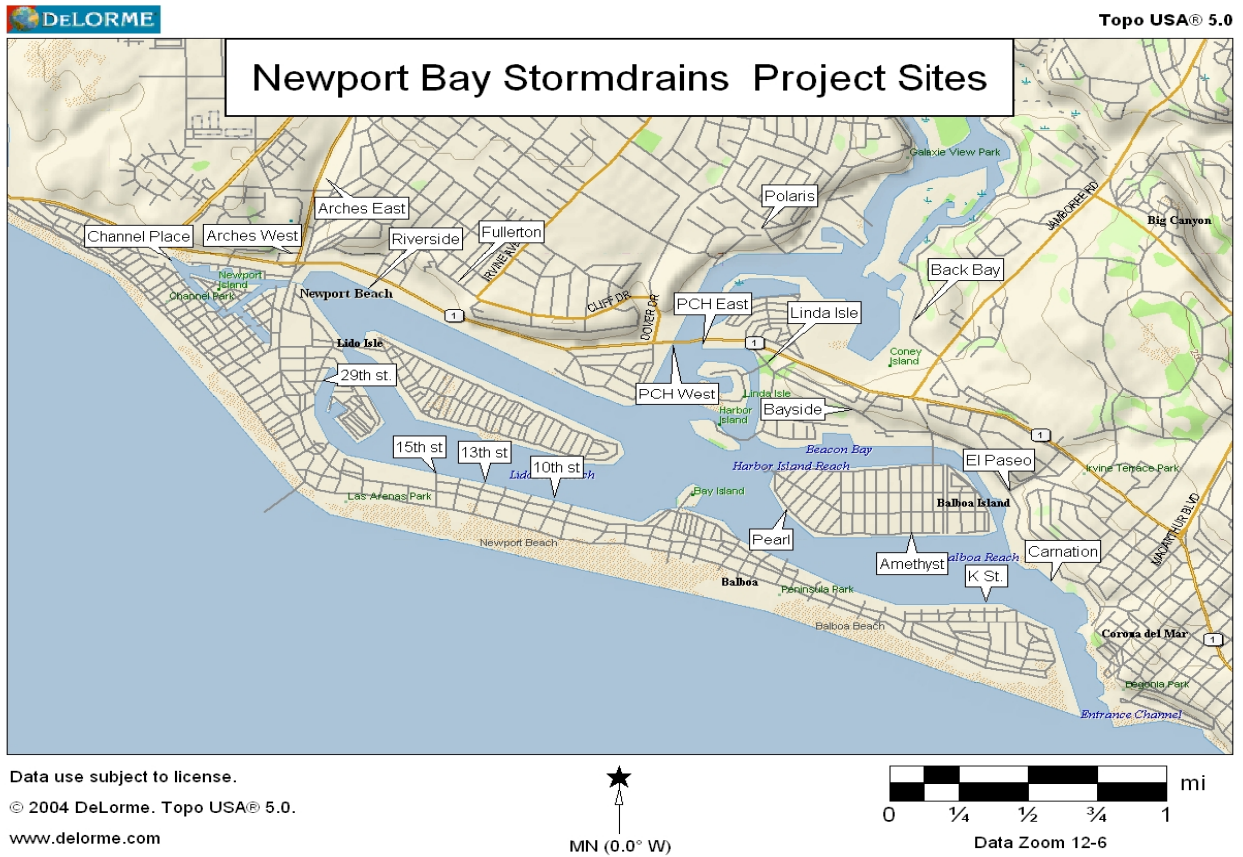 DeLORME
Topo USA® 5.0
Newport Bay Stormdrains Project Sites
Galaxie View Park
Polaris
Arches East
JAMBOREE RD
Big Canyon
Channel Place
Arches West
Riverside
Fullerton
IRVINE AVE
Back Bay
Newport Island
Channel Park
Newport Beach
CLIFF DR
DOVER DR
PCH East
Linda Isle
1
1
Lido Isle
Coney Island
29th st.
PCH West
Linda Isle
Harbor Island
Bayside
1
15th st
13th st
10th st
Beacon Bay
Harbor Island Reach
El Paseo
Irvine Terrace Park
Las Arenas Park
Bay Island
Balboa Island
MACARTHUR BLVD
Newport Beach
Pearl
Amethyst
alboa Reach
Carnation
K St.
Balboa
Peninsula Park
Balboa Beach
Corona del Mar
1
Begonia Park
Entrance Channel
Data use subject to license.
© 2004 DeLorme. Topo USA® 5.0.
www.delorme.com
MN (0.0° W)
mi
0 ¼ ½ ¾ 1
Data Zoom 12-6